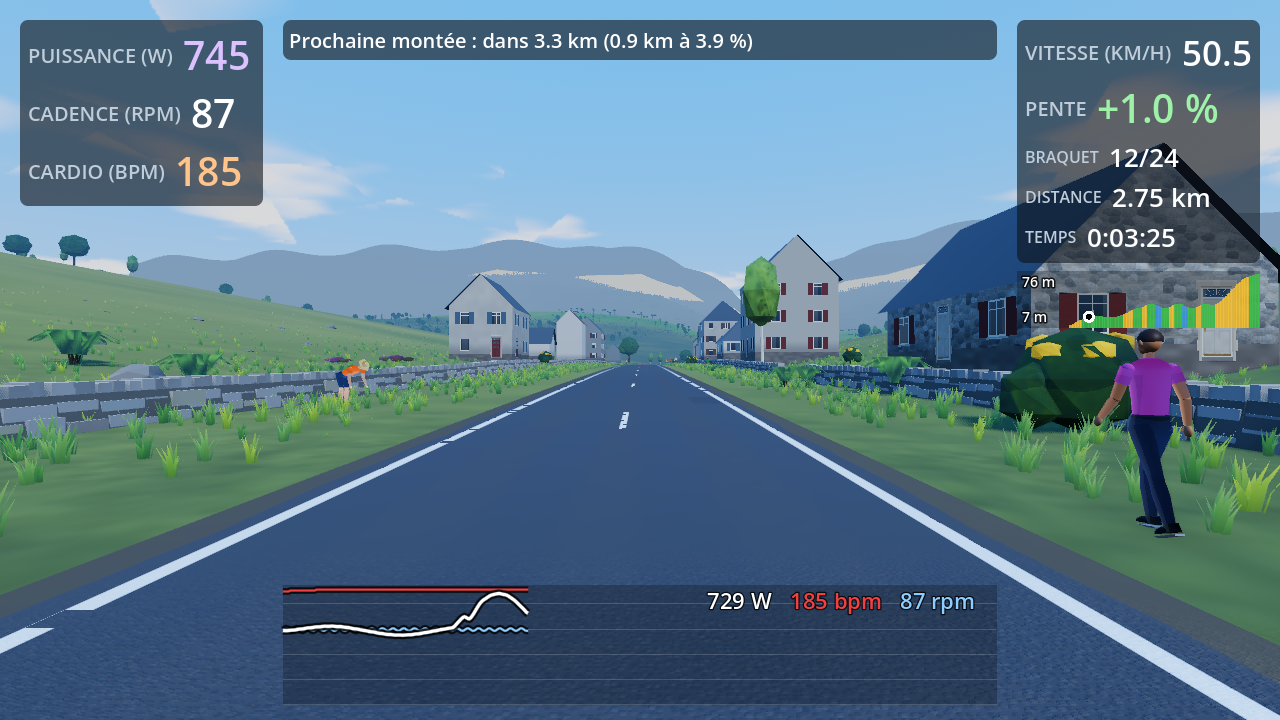 PUISSANCE (W) 745
CADENCE (RPM) 87
CARDIO (BPM) 185
Prochaine montée : dans 3.3 km (0.9 km à 3.9 %)
VITESSE (KM/H) 50.5
PENTE +1.0 %
BRAQUET 12/24
DISTANCE 2.75 km
TEMPS 0:03:25
76 m
7 m
729 W 185 bpm 87 rpm